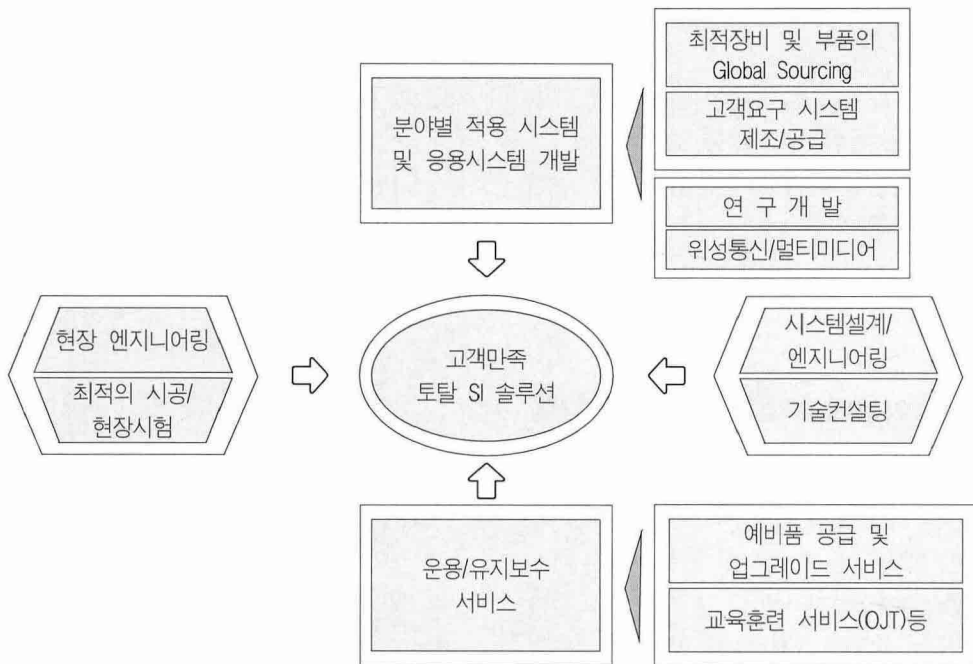 최적장비 및 부품의
Global Sourcing
고객요구 시스템
제조/공급
분야별 적용 시스템
및 응용시스템 개발
연 구 개 발
위성통신/멀티미디어
현장 엔지니어링
최적의 시공/
현장시험
고객만족
토탈 SI 솔루션
시스템설계/
엔지니어링
기술컨설팅
운용/유지보수
서비스
예비품 공급 및
업그레이드 서비스
교육훈련 서비스(OJT)등